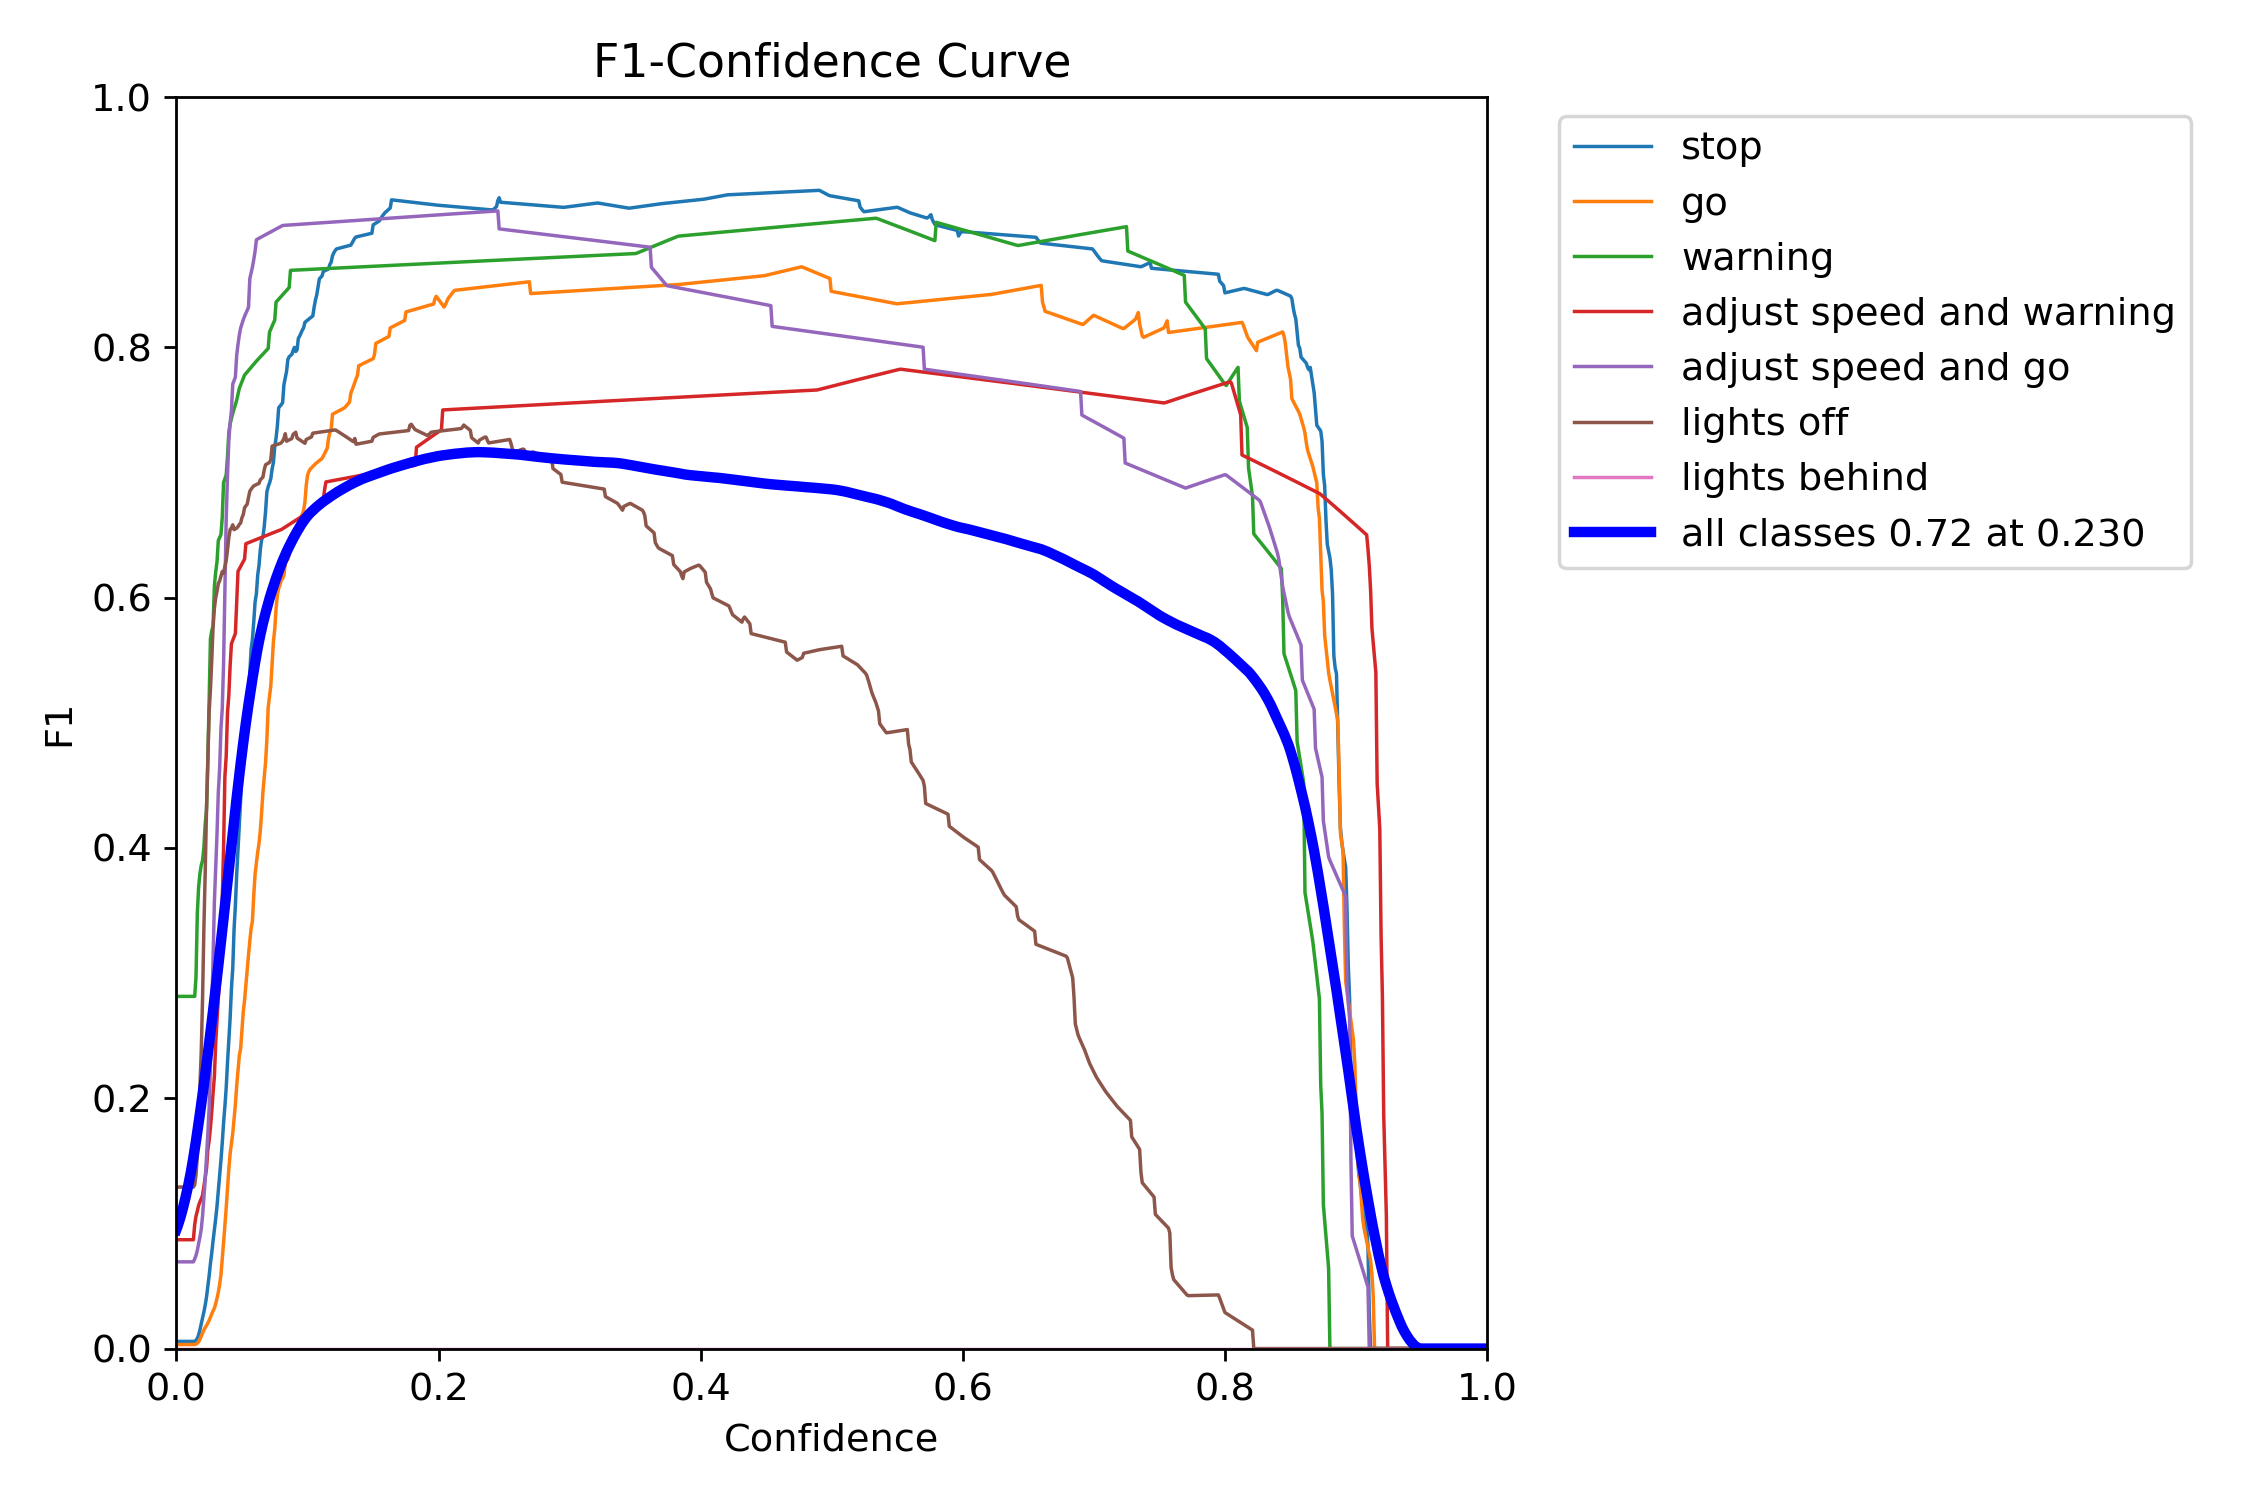 F1-Confidence Curve
1.0
0.8
0.6
0.4
0.2
0.0
F1
0.0 0.2 0.4 0.6 0.8 1.0
Confidence
stop
go
warning
adjust speed and warning
adjust speed and go
lights off
lights behind
all classes 0.72 at 0.230